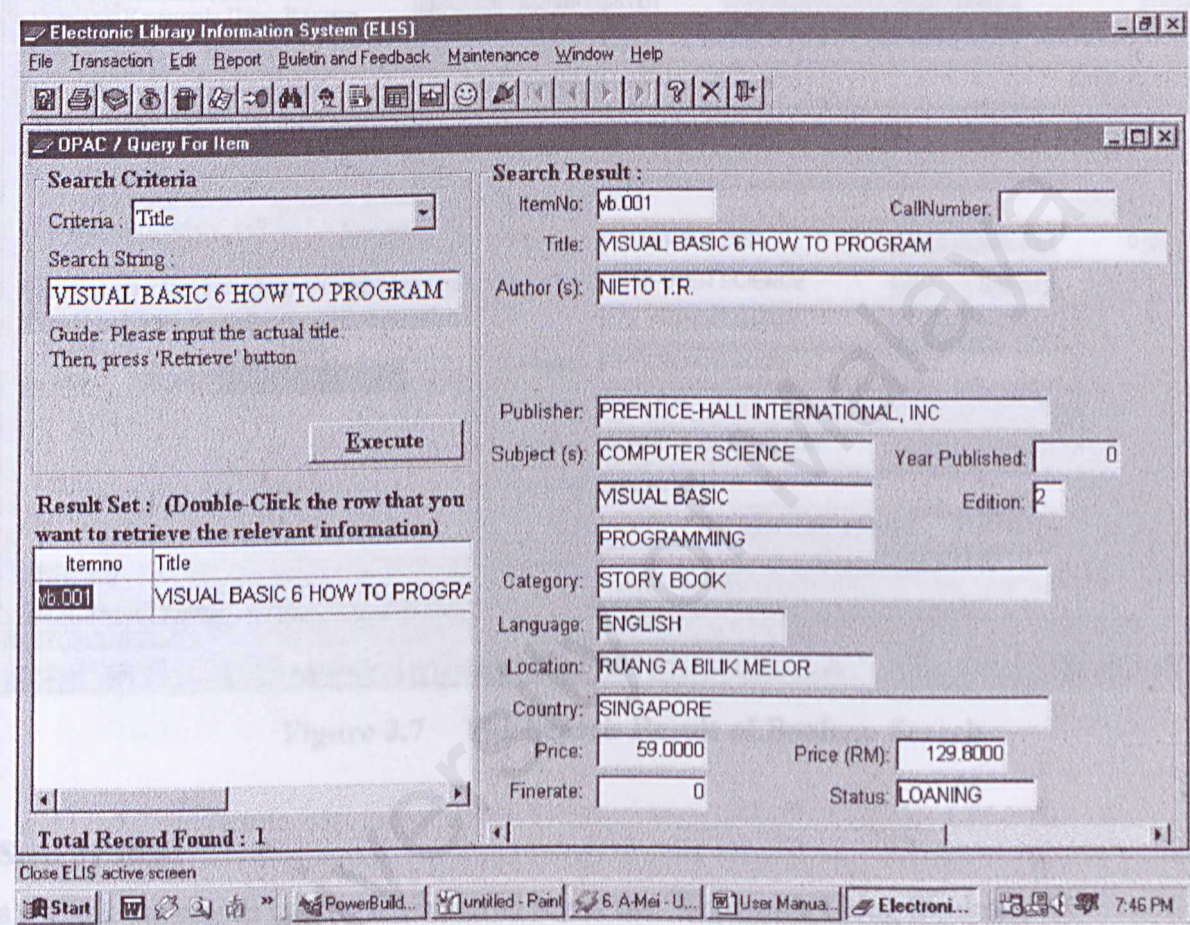 Electronic Library Information System (ELIS)
File Transaction Edit Report Buletin and Feedback Maintenance Window Help
OPAC / Query For Item
Search Criteria
Criteria : Title
Search String :
VISUAL BASIC 6 HOW TO PROGRAM
Guide: Please input the actual title.
Then, press 'Retrieve' button
Execute
Result Set : (Double-Click the row that you
want to retrieve the relevant information)
Itemno Title
vb.001 VISUAL BASIC 6 HOW TO PROGRA
Total Record Found : 1
Search Result :
ItemNo: vb.001 CallNumber:
Title: VISUAL BASIC 6 HOW TO PROGRAM
Author (s): NIETO T.R.
Publisher: PRENTICE-HALL INTERNATIONAL, INC
Subject (s) COMPUTER SCIENCE Year Published: 0
VISUAL BASIC Edition: 2
PROGRAMMING
Category: STORY BOOK
Language: ENGLISH
Location: RUANG A BILIK MELOR
Country: SINGAPORE
Price: 59.0000 Price (RM): 129.8000
Finerate: 0 Status: LOANING
Close ELIS active screen
Start PowerBuild... untitled - Paint 6. A-Mei - U... User Manua... Electroni... 7:46 PM
Malaya
Figure 3.7